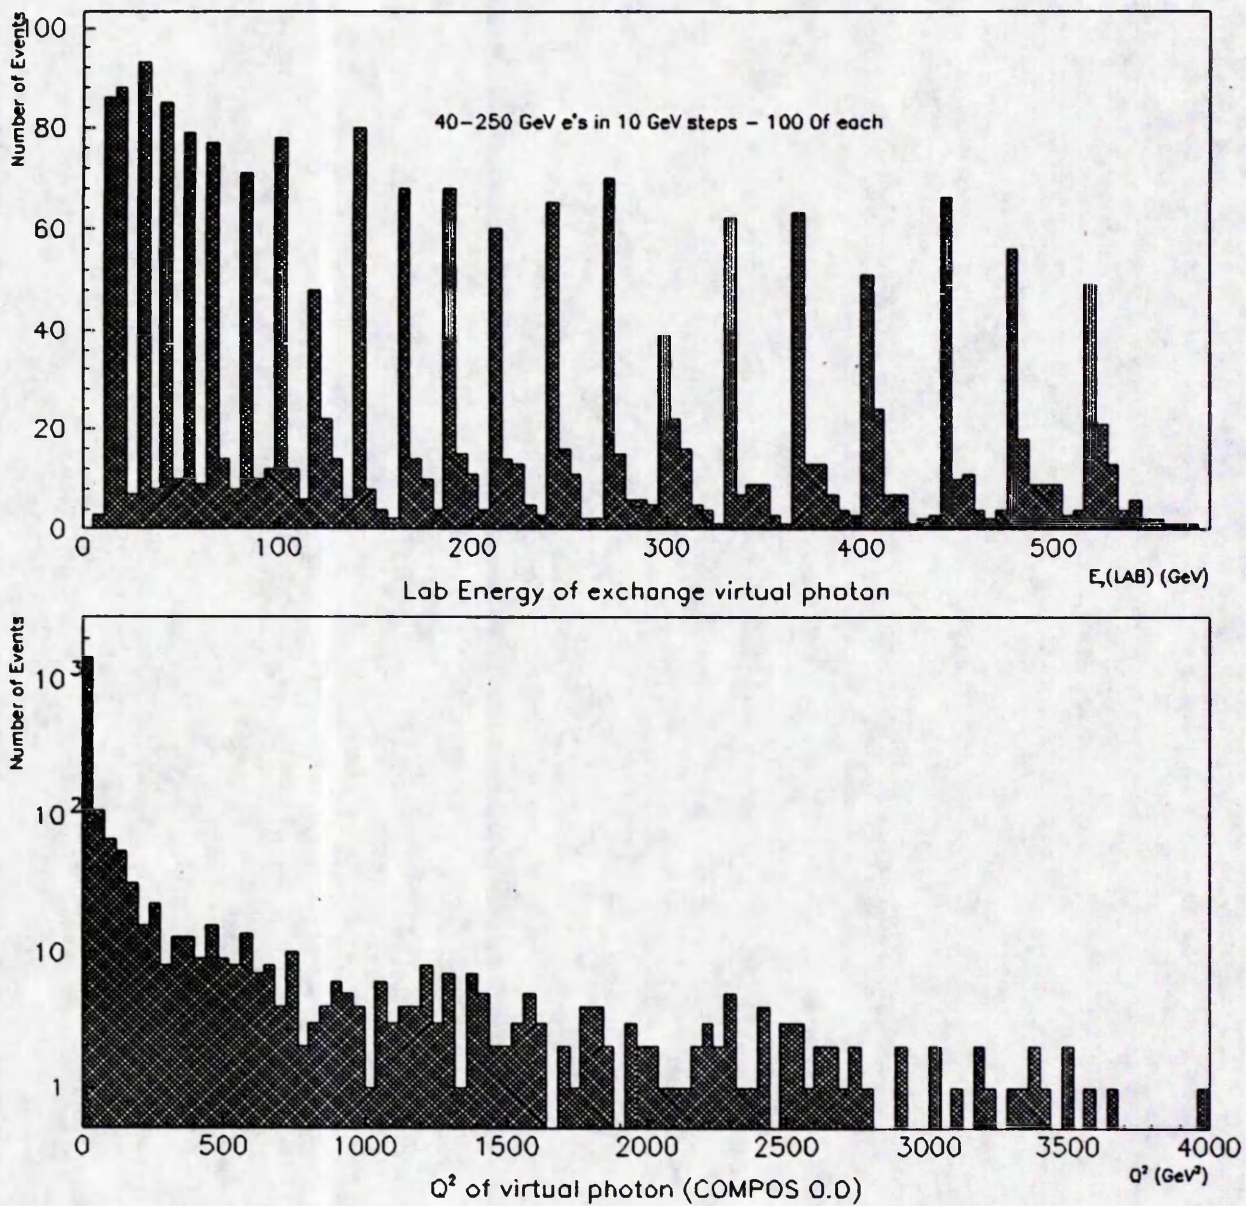 Number of Events
100
80
60
40
20
0
40-250 GeV e's in 10 GeV steps - 100 Of each
0 100 200 300 400 500
Eγ(LAB) (GeV)
Lab Energy of exchange virtual photon
Number of Events
10³
10²
10
1
0 500 1000 1500 2000 2500 3000 3500 4000
Q² (GeV²)
Q² of virtual photon (COMPOS 0.0)